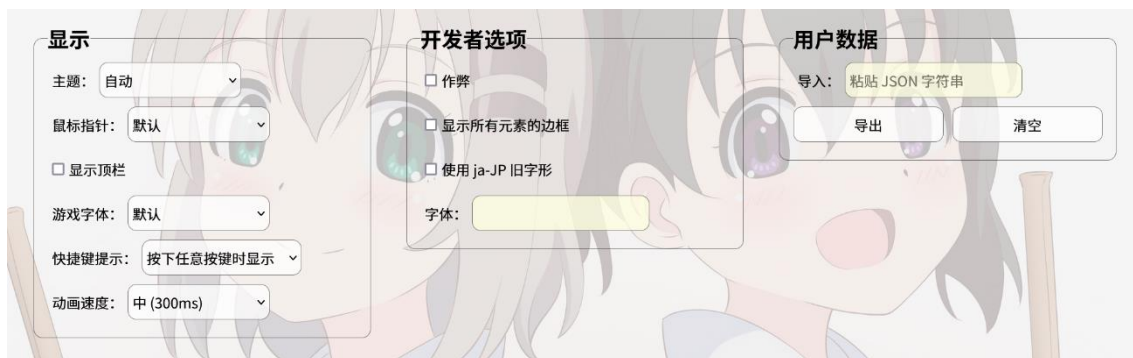 显示
主题： 自动
鼠标指针： 默认
显示顶栏
游戏字体： 默认
快捷键提示： 按下任意按键时显示
动画速度： 中 (300ms)
开发者选项
作弊
显示所有元素的边框
使用 ja-JP 旧字形
字体：
用户数据
导入： 粘贴 JSON 字符串
导出 清空